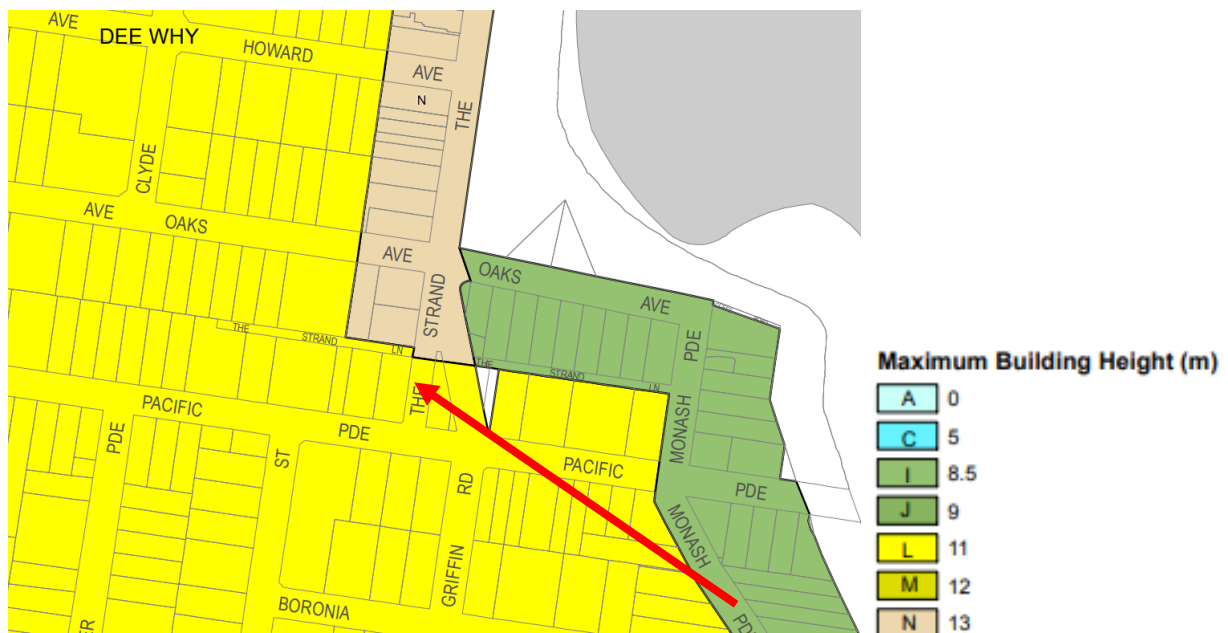 AVE
DEE WHY
HOWARD
AVE
N
THE
CLYDE
AVE
OAKS
AVE
STRAND
OAKS
AVE
PDE
THE
STRAND
LN
THE
STRAND
LN
THE
MONASH
PACIFIC
PDE
PDE
ST
RD
PACIFIC
PDE
MONASH
GRIFFIN
BORONIA
ER
PDE
Maximum Building Height (m)
A 0
C 5
I 8.5
J 9
L 11
M 12
N 13